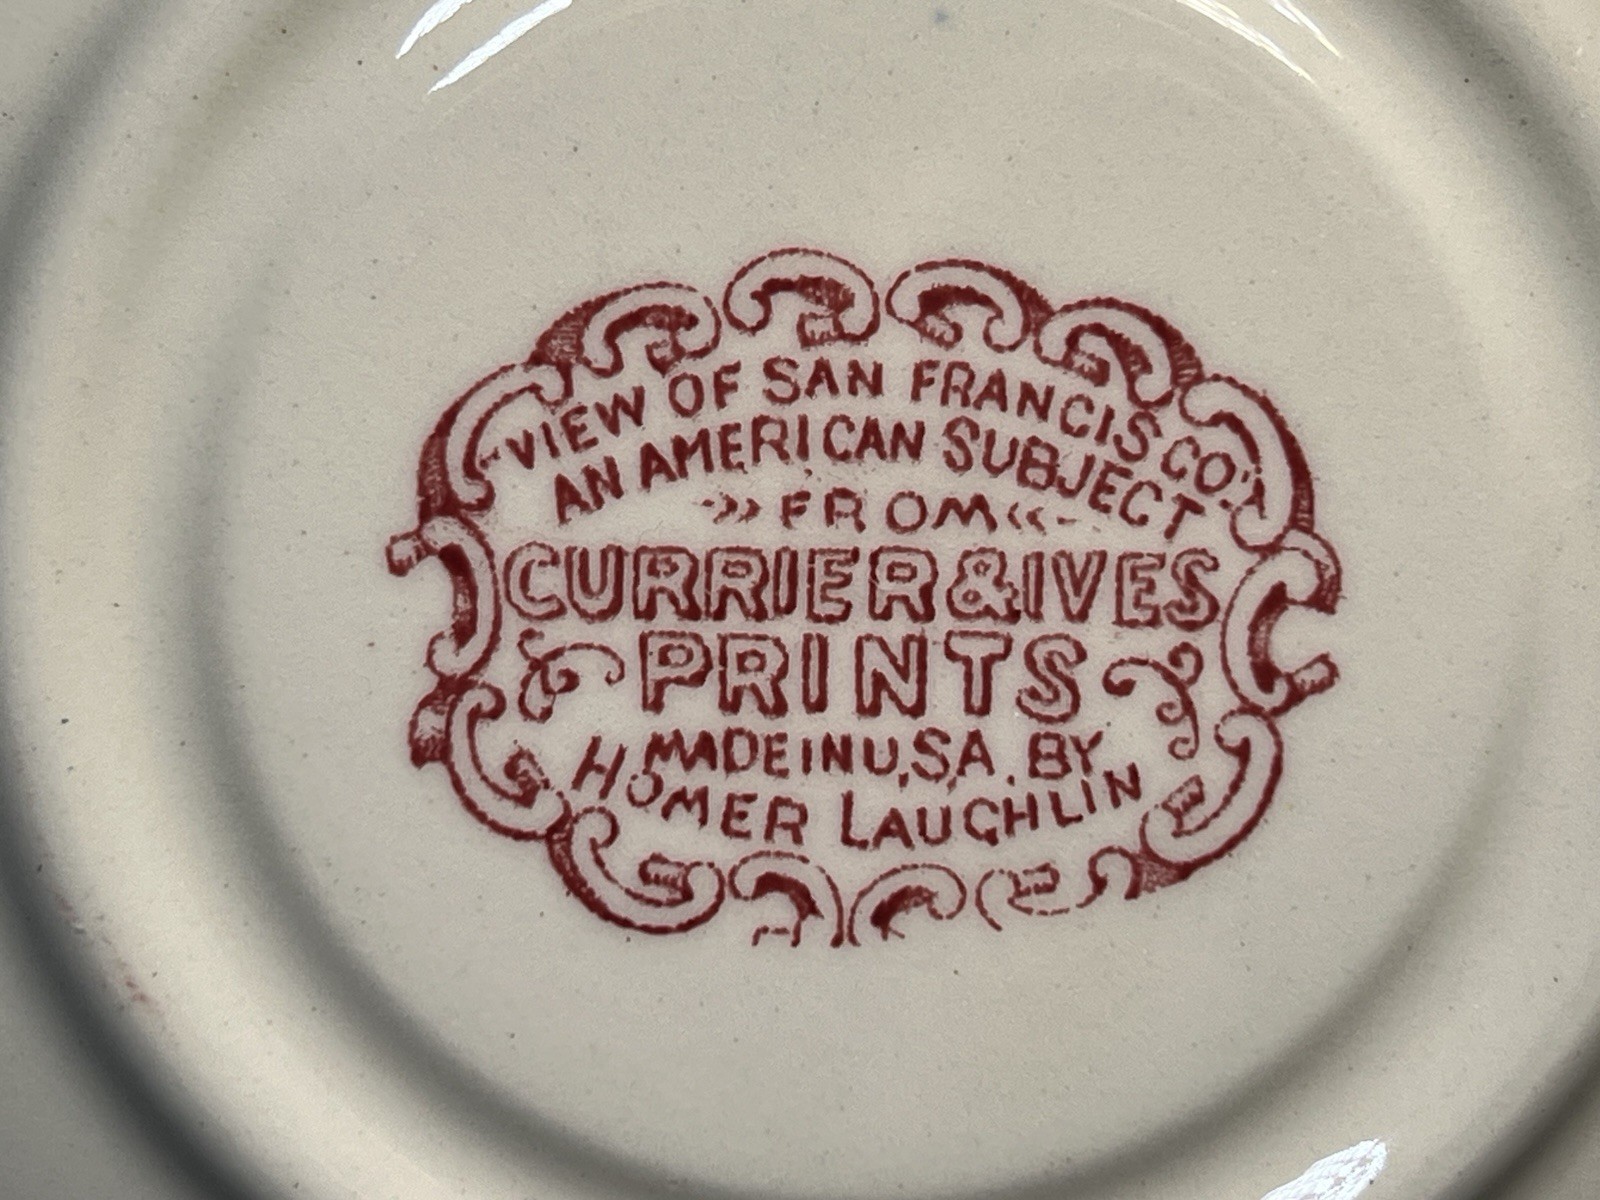 "VIEW OF SAN FRANCISCO."
AN AMERICAN SUBJECT
-»FROM«-
CURRIER & IVES
PRINTS
MADE IN U.S.A. BY
HOMER LAUGHLIN